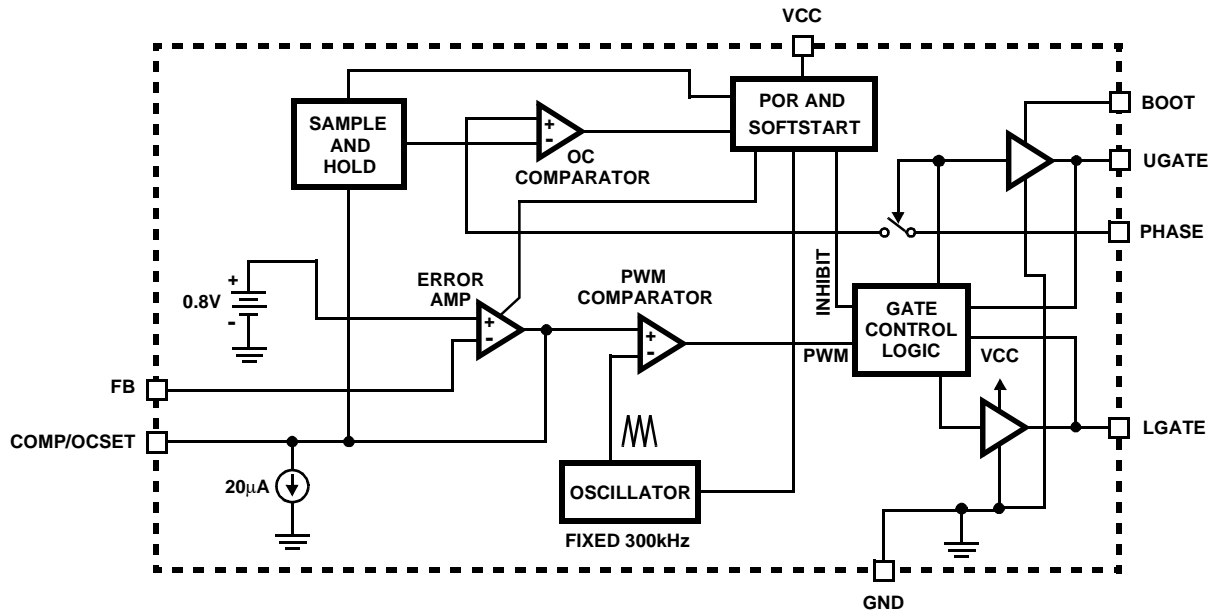 VCC
BOOT
POR AND
SOFTSTART
SAMPLE
AND
HOLD
+
-
OC
COMPARATOR
UGATE
PHASE
INHIBIT
ERROR
AMP
PWM
COMPARATOR
+
0.8V
-
+
-
+
-
GATE
CONTROL
LOGIC
PWM
VCC
FB
COMP/OCSET
LGATE
20µA
OSCILLATOR
FIXED 300kHz
GND